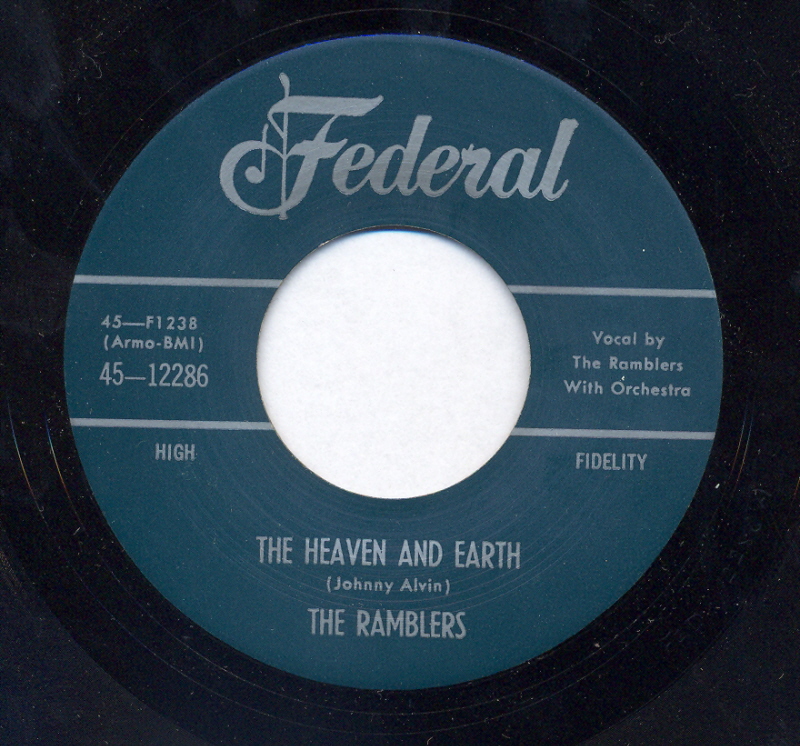 Federal
45—F1238
(Armo-BMI)
45—12286
Vocal by
The Ramblers
With Orchestra
HIGH
FIDELITY
THE HEAVEN AND EARTH
(Johnny Alvin)
THE RAMBLERS